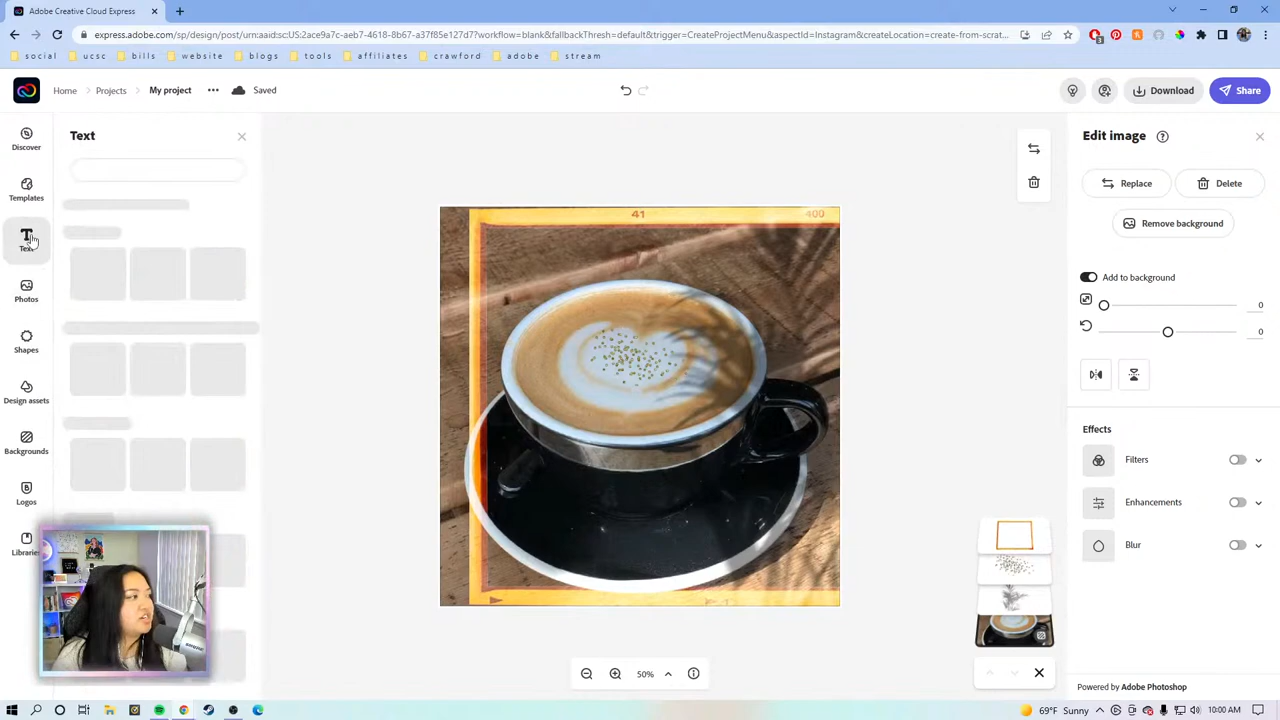 Adobe Creative Cloud Express
express.adobe.com/sp/design/post/urn:aaid:sc:US:2ace9a7c-aeb7-4618-8b67-a37f85e127d7?workflow=blank&fallbackThresh=default&trigger=CreateProjectMenu&aspectId=Instagram&createLocation=create-from-scrat...
social
ucsc
bills
website
tools
affiliates
crawford
adobe
stream
Home
Projects
My project
Saved
Download
Share
Discover
Templates
Text
Photos
Shapes
Design assets
Backgrounds
Logos
Libraries
Text
41
400
50%
Edit image
Replace
Delete
Remove background
Add to background
0
0
Effects
Filters
Enhancements
Blur
Powered by Adobe Photoshop
69°F Sunny
10:00 AM